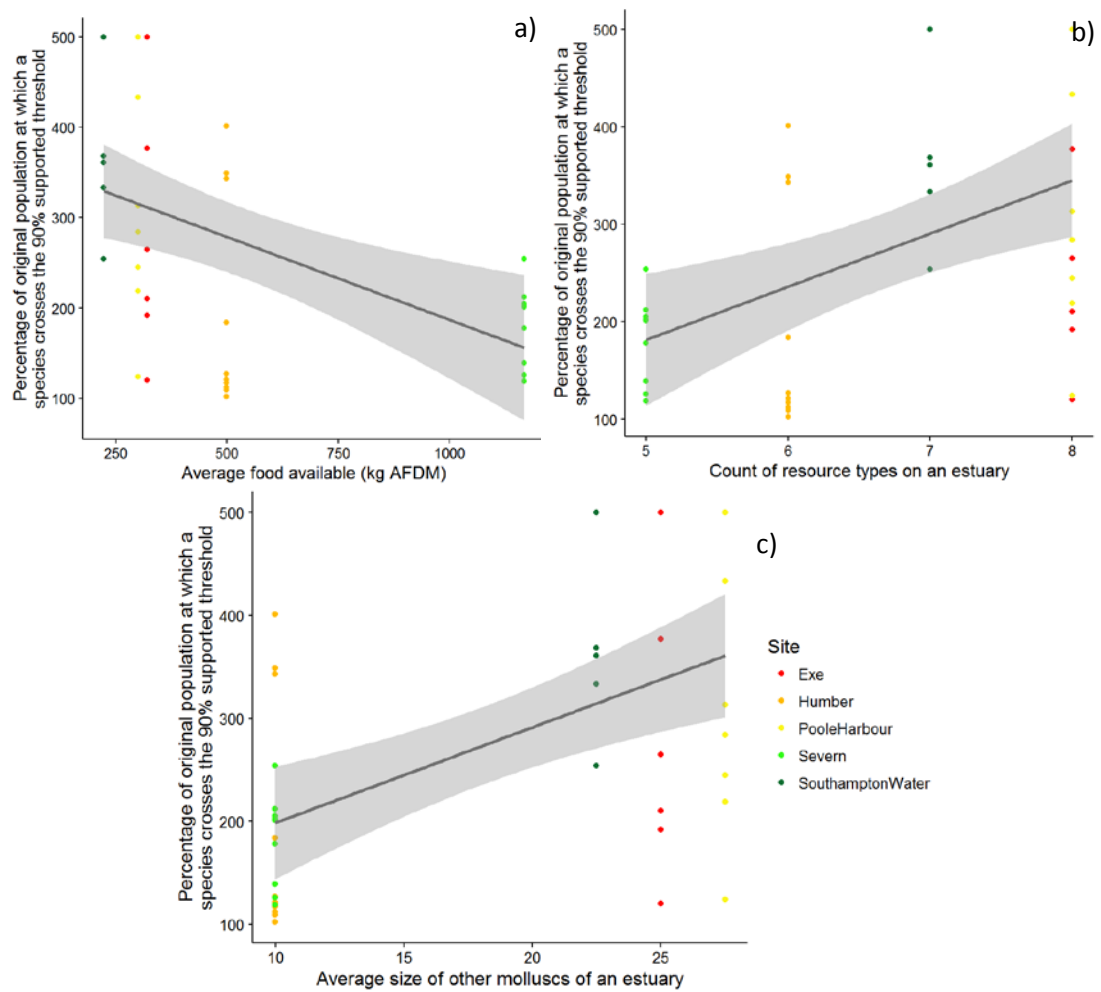 a)
Percentage of original population at which a
species crosses the 90% supported threshold
500
400
300
200
100
250
500
750
1000
Average food available (kg AFDM)
b)
Percentage of original population at which a
species crosses the 90% supported threshold
500
400
300
200
100
5
6
7
8
Count of resource types on an estuary
c)
Percentage of original population at which a
species crosses the 90% supported threshold
500
400
300
200
100
10
15
20
25
Average size of other molluscs of an estuary
Site
Exe
Humber
PooleHarbour
Severn
SouthamptonWater